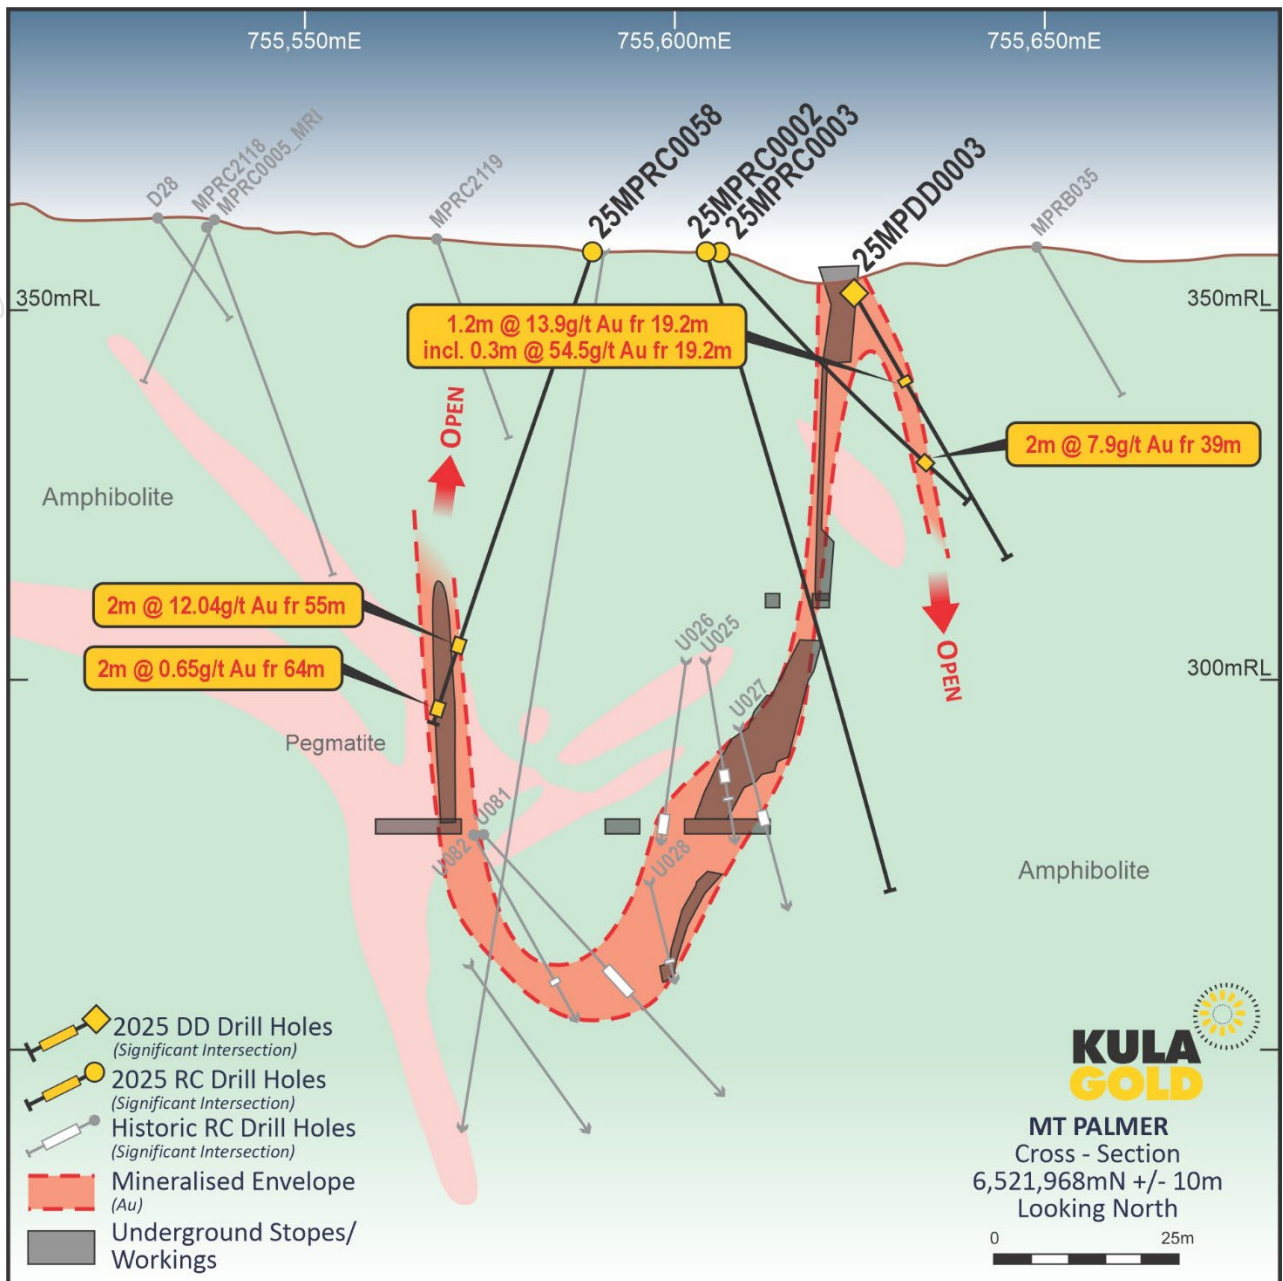 755,550mE
755,600mE
755,650mE
D28
MPRC2118
MPRC0005_MRI
MPRC2119
25MPRC0058
25MPRC0002
25MPRC0003
25MPDD0003
MPRB035
350mRL
350mRL
1.2m @ 13.9g/t Au fr 19.2m
incl. 0.3m @ 54.5g/t Au fr 19.2m
OPEN
2m @ 7.9g/t Au fr 39m
Amphibolite
2m @ 12.04g/t Au fr 55m
2m @ 0.65g/t Au fr 64m
U026
U025
OPEN
300mRL
U027
Pegmatite
U081
U082
U028
Amphibolite
2025 DD Drill Holes
(Significant Intersection)
2025 RC Drill Holes
(Significant Intersection)
Historic RC Drill Holes
(Significant Intersection)
Mineralised Envelope
(Au)
Underground Stopes/
Workings
KULA
GOLD
MT PALMER
Cross - Section
6,521,968mN +/- 10m
Looking North
0 25m